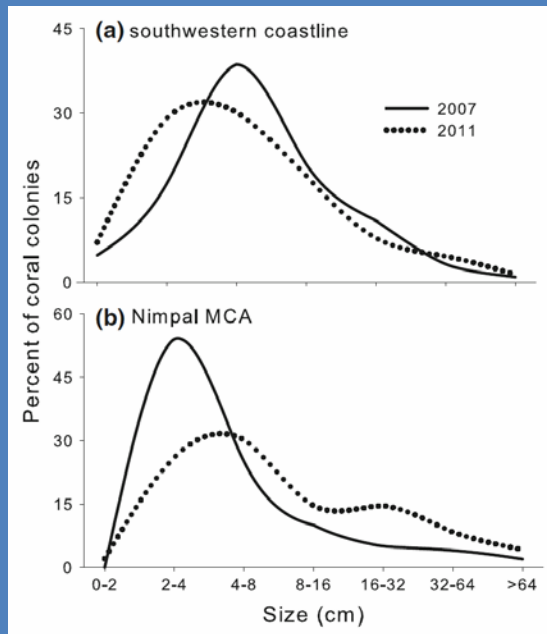 (a) southwestern coastline
45
30
15
0
2007
2011
Percent of coral colonies
(b) Nimpal MCA
60
45
30
15
0
0-2 2-4 4-8 8-16 16-32 32-64 >64
Size (cm)